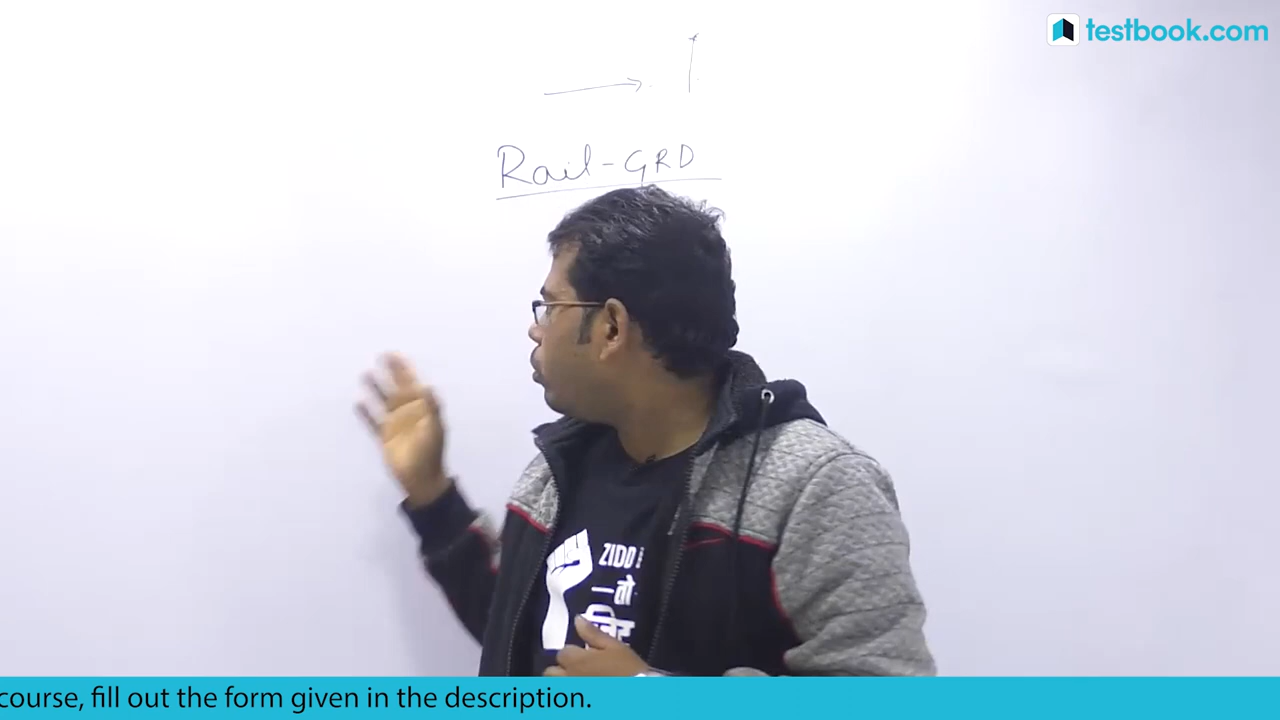 testbook.com
Rail-GRD
ZIDD
तो
course, fill out the form given in the description.